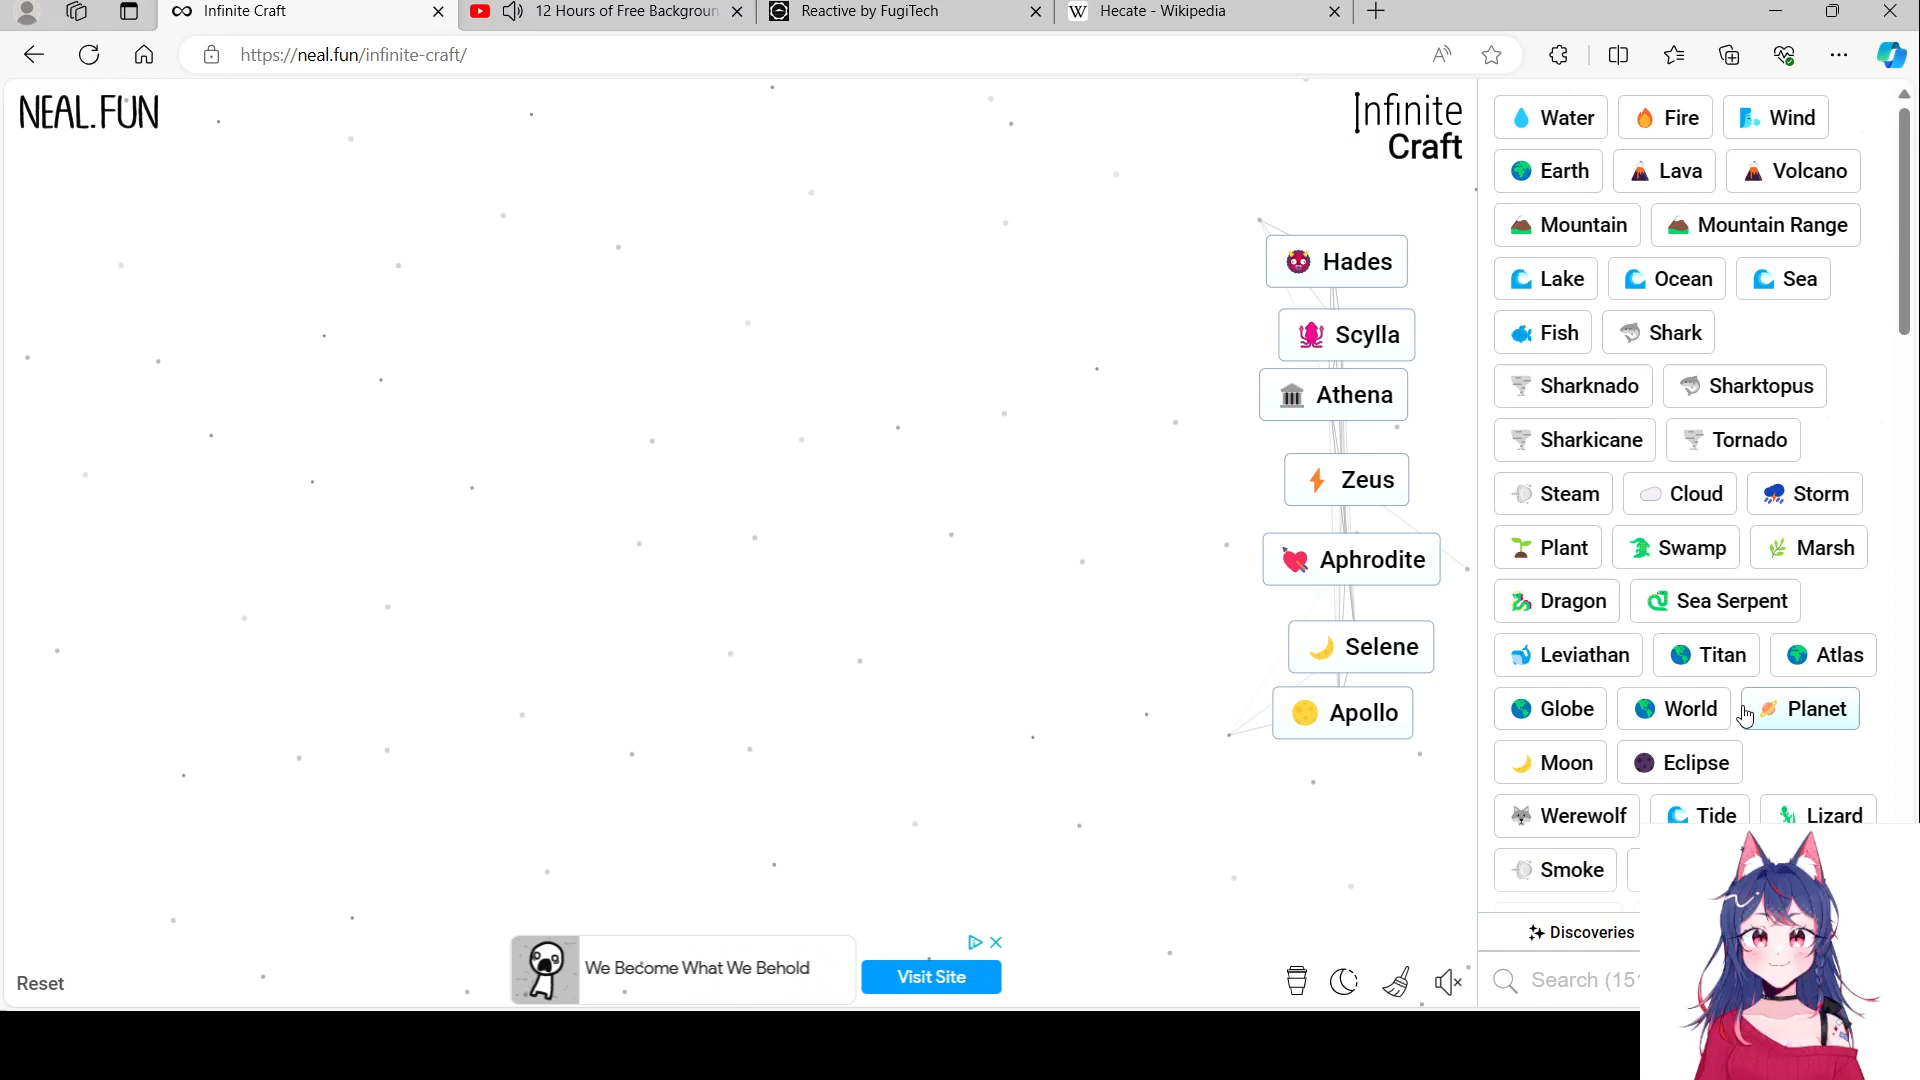 Infinite Craft
12 Hours of Free Backgroun
Reactive by FugiTech
Hecate - Wikipedia
https://neal.fun/infinite-craft/
NEAL.FUN
Infinite
Craft
Hades
Scylla
Athena
Zeus
Aphrodite
Selene
Apollo
Water Fire Wind
Earth Lava Volcano
Mountain Mountain Range
Lake Ocean Sea
Fish Shark
Sharknado Sharktopus
Sharkicane Tornado
Steam Cloud Storm
Plant Swamp Marsh
Dragon Sea Serpent
Leviathan Titan Atlas
Globe World Planet
Moon Eclipse
Werewolf Tide Lizard
Smoke
Discoveries
Search (151
Reset
We Become What We Behold
Visit Site